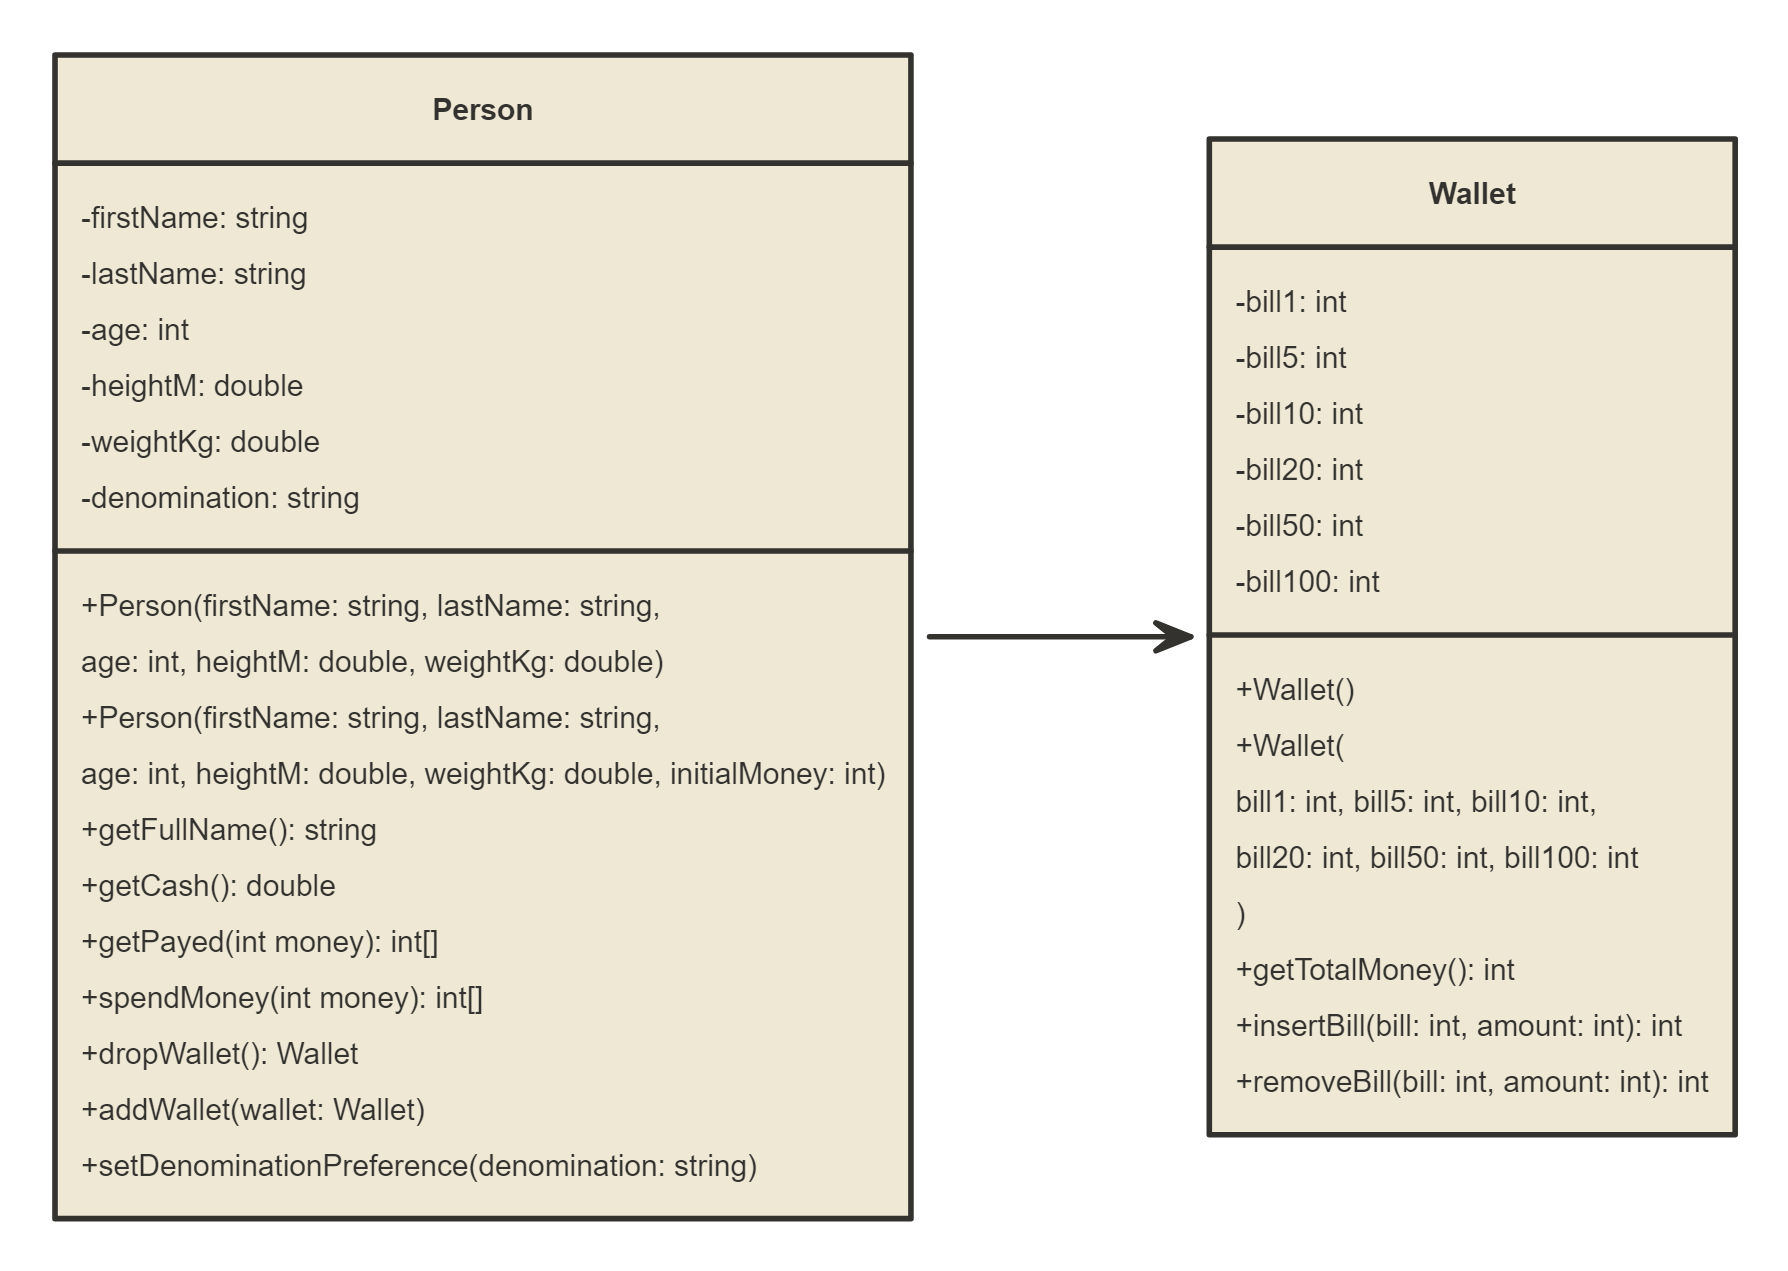 Person
-firstName: string
-lastName: string
-age: int
-heightM: double
-weightKg: double
-denomination: string
+Person(firstName: string, lastName: string,
age: int, heightM: double, weightKg: double)
+Person(firstName: string, lastName: string,
age: int, heightM: double, weightKg: double, initialMoney: int)
+getFullName(): string
+getCash(): double
+getPayed(int money): int[]
+spendMoney(int money): int[]
+dropWallet(): Wallet
+addWallet(wallet: Wallet)
+setDenominationPreference(denomination: string)
Wallet
-bill1: int
-bill5: int
-bill10: int
-bill20: int
-bill50: int
-bill100: int
+Wallet()
+Wallet(
bill1: int, bill5: int, bill10: int,
bill20: int, bill50: int, bill100: int
)
+getTotalMoney(): int
+insertBill(bill: int, amount: int): int
+removeBill(bill: int, amount: int): int